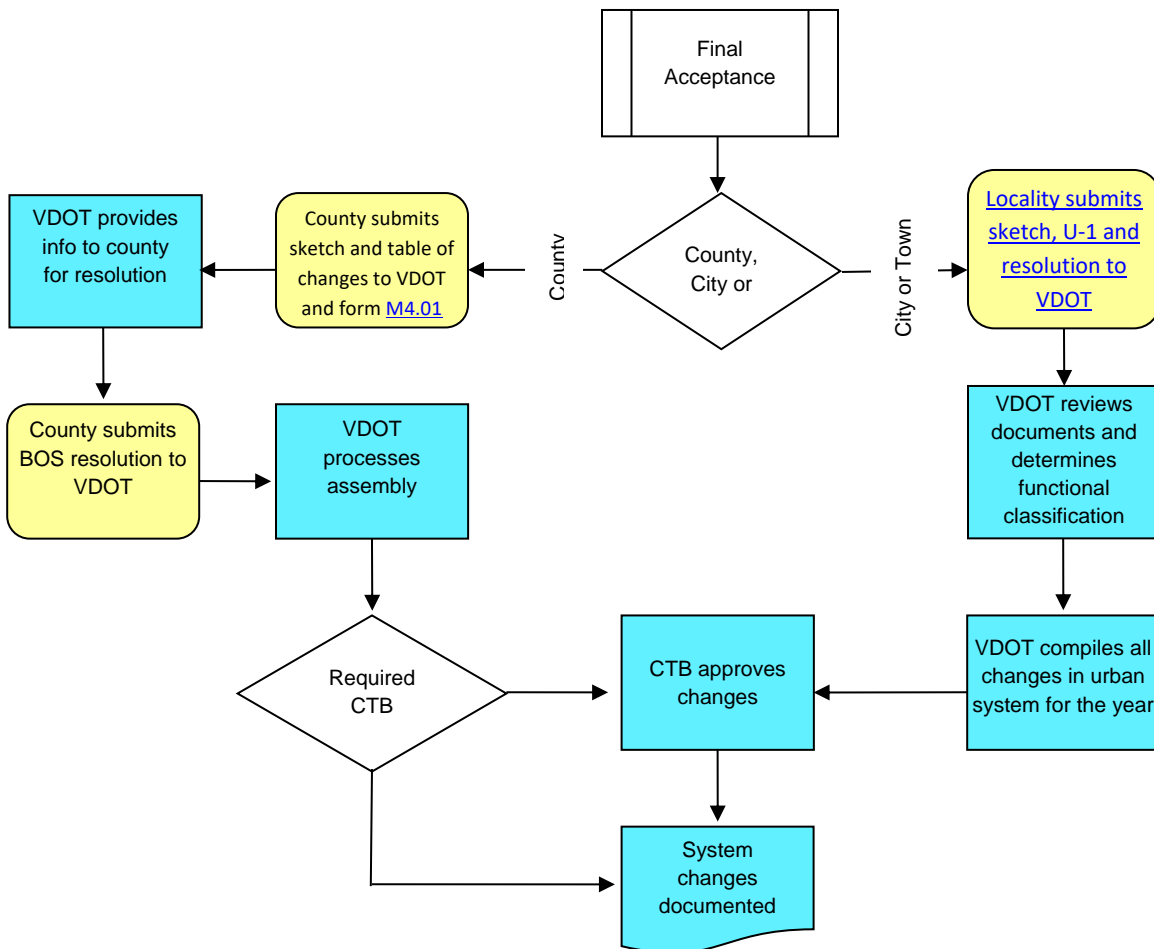 Final
Acceptance
VDOT provides
info to county
for resolution
County submits
sketch and table of
changes to VDOT
and form M4.01
County
County,
City or
City or Town
Locality submits
sketch, U-1 and
resolution to
VDOT
County submits
BOS resolution to
VDOT
VDOT
processes
assembly
VDOT reviews
documents and
determines
functional
classification
Required
CTB
CTB approves
changes
VDOT compiles all
changes in urban
system for the year
System
changes
documented